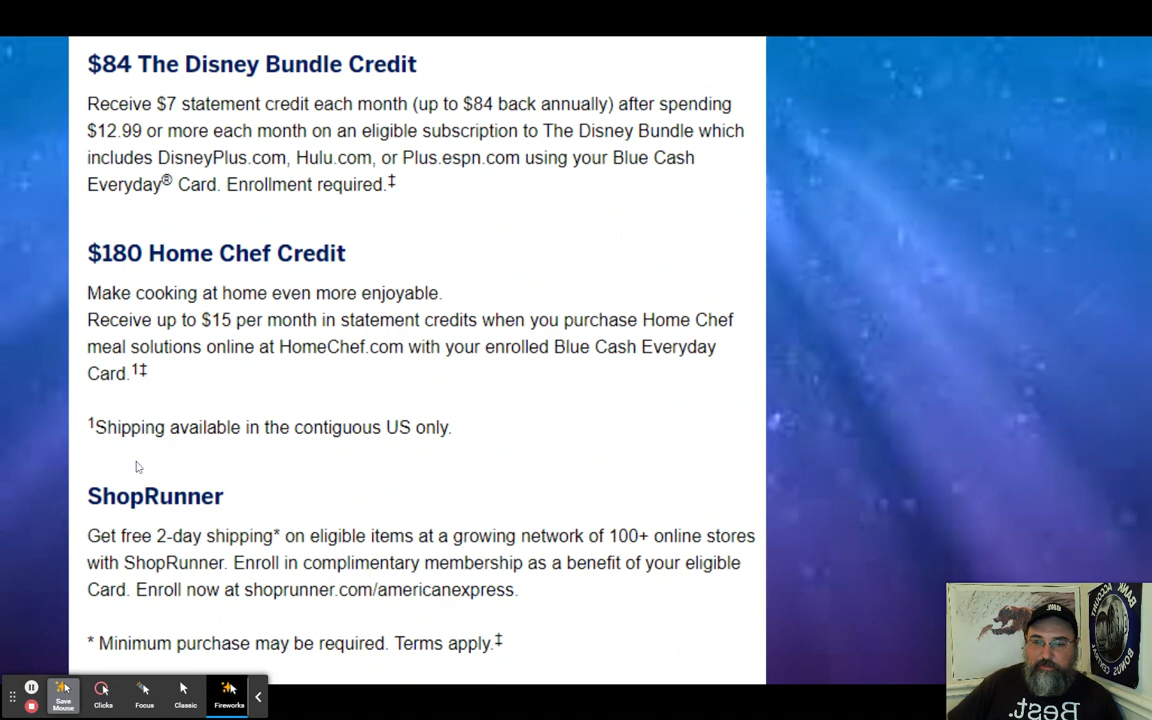 $84 The Disney Bundle Credit
Receive $7 statement credit each month (up to $84 back annually) after spending
$12.99 or more each month on an eligible subscription to The Disney Bundle which
includes DisneyPlus.com, Hulu.com, or Plus.espn.com using your Blue Cash
Everyday® Card. Enrollment required.‡
$180 Home Chef Credit
Make cooking at home even more enjoyable.
Receive up to $15 per month in statement credits when you purchase Home Chef
meal solutions online at HomeChef.com with your enrolled Blue Cash Everyday
Card.¹‡
¹Shipping available in the contiguous US only.
ShopRunner
Get free 2-day shipping* on eligible items at a growing network of 100+ online stores
with ShopRunner. Enroll in complimentary membership as a benefit of your eligible
Card. Enroll now at shoprunner.com/americanexpress.
* Minimum purchase may be required. Terms apply.‡
Save
Mouse
Clicks
Focus
Classic
Fireworks
BANK
ACCOUNT
BONUS
CENTRAL
Best.